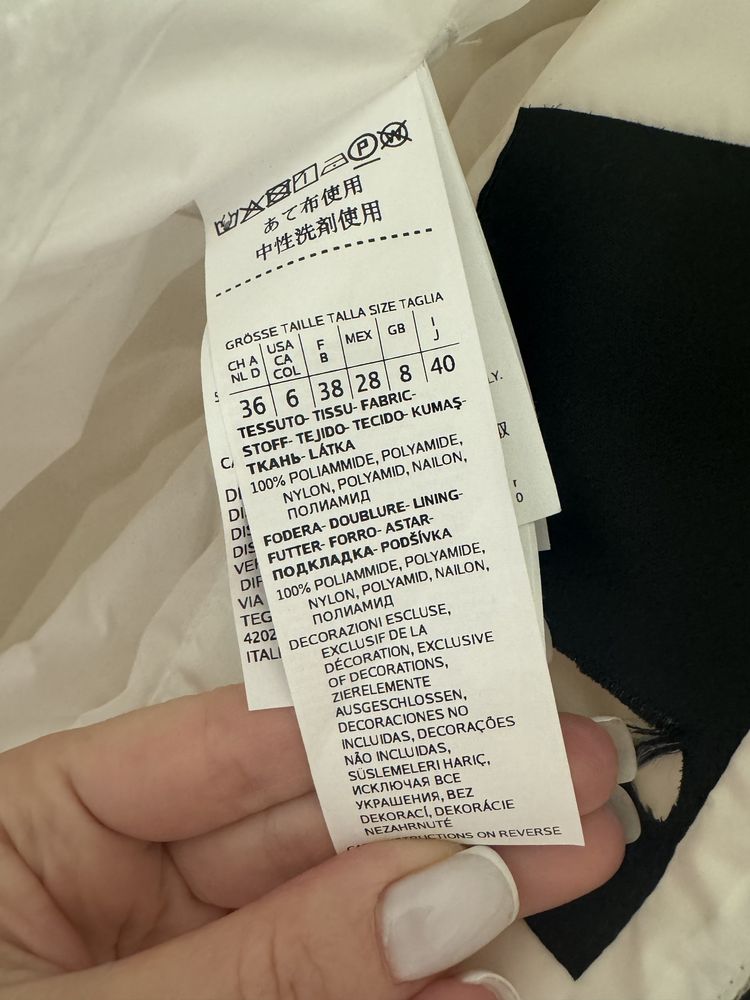 P W
あて布使用
中性洗剤使用
GRÖSSE TAILLE TALLA SIZE TAGLIA
CH A NL D USA CA COL F B MEX GB I J
36 6 38 28 8 40
TESSUTO- TISSU- FABRIC-
STOFF- TEJIDO- TECIDO- KUMAŞ-
ТКАНЬ- LÁTKA
100% POLIAMMIDE, POLYAMIDE,
NYLON, POLYAMID, NAILON,
ПОЛИАМИД
FODERA- DOUBLURE- LINING-
FUTTER- FORRO- ASTAR-
ПОДКЛАДКА- PODŠÍVKA
100% POLIAMMIDE, POLYAMIDE,
NYLON, POLYAMID, NAILON,
ПОЛИАМИД
DECORAZIONI ESCLUSE,
EXCLUSIF DE LA
DÉCORATION, EXCLUSIVE
OF DECORATIONS,
ZIERELEMENTE
AUSGESCHLOSSEN,
DECORACIONES NO
INCLUIDAS, DECORAÇÕES
NÃO INCLUIDAS,
SÜSLEMELERI HARIÇ,
ИСКЛЮЧАЯ ВСЕ
УКРАШЕНИЯ, BEZ
DEKORACÍ, DEKORÁCIE
NEZAHRNUTÉ
ON REVERSE
VIA
4202